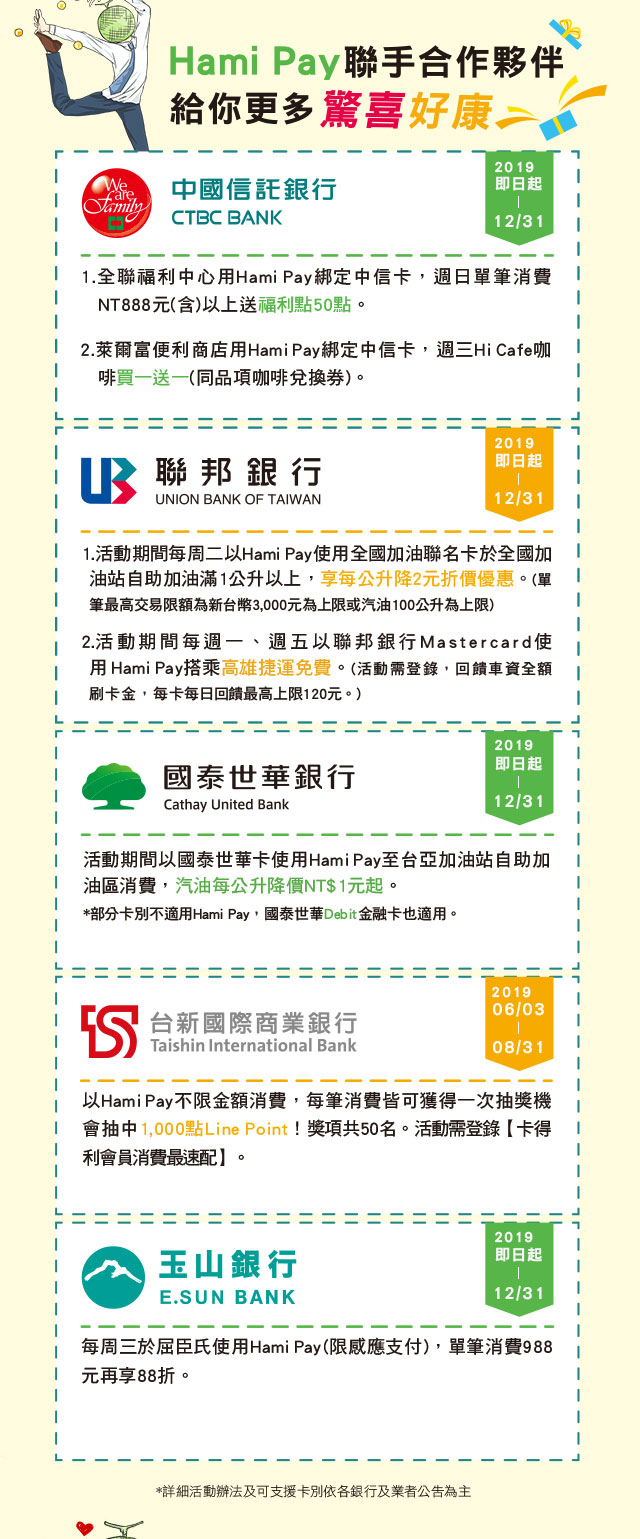 Hami Pay聯手合作夥伴
給你更多驚喜好康
We are Family
中國信託銀行
CTBC BANK
2019
即日起
|
12/31
1.全聯福利中心用Hami Pay綁定中信卡，週日單筆消費
NT888元(含)以上送福利點50點。
2.萊爾富便利商店用Hami Pay綁定中信卡，週三Hi Cafe咖
啡買一送一(同品項咖啡兌換券)。
聯邦銀行
UNION BANK OF TAIWAN
2019
即日起
|
12/31
1.活動期間每周二以Hami Pay使用全國加油聯名卡於全國加
油站自助加油滿1公升以上，享每公升降2元折價優惠。(單
筆最高交易限額為新台幣3,000元為上限或汽油100公升為上限)
2.活動期間每週一、週五以聯邦銀行Mastercard使
用 Hami Pay搭乘高雄捷運免費。(活動需登錄，回饋車資全額
刷卡金，每卡每日回饋最高上限120元。)
國泰世華銀行
Cathay United Bank
2019
即日起
|
12/31
活動期間以國泰世華卡使用Hami Pay至台亞加油站自助加
油區消費，汽油每公升降價NT$1元起。
*部分卡別不適用Hami Pay，國泰世華Debit金融卡也適用。
台新國際商業銀行
Taishin International Bank
2019
06/03
|
08/31
以Hami Pay不限金額消費，每筆消費皆可獲得一次抽獎機
會抽中1,000點Line Point！獎項共50名。活動需登錄【卡得
利會員消費最速配】。
玉山銀行
E.SUN BANK
2019
即日起
|
12/31
每周三於屈臣氏使用Hami Pay(限感應支付)，單筆消費988
元再享88折。
*詳細活動辦法及可支援卡別依各銀行及業者公告為主